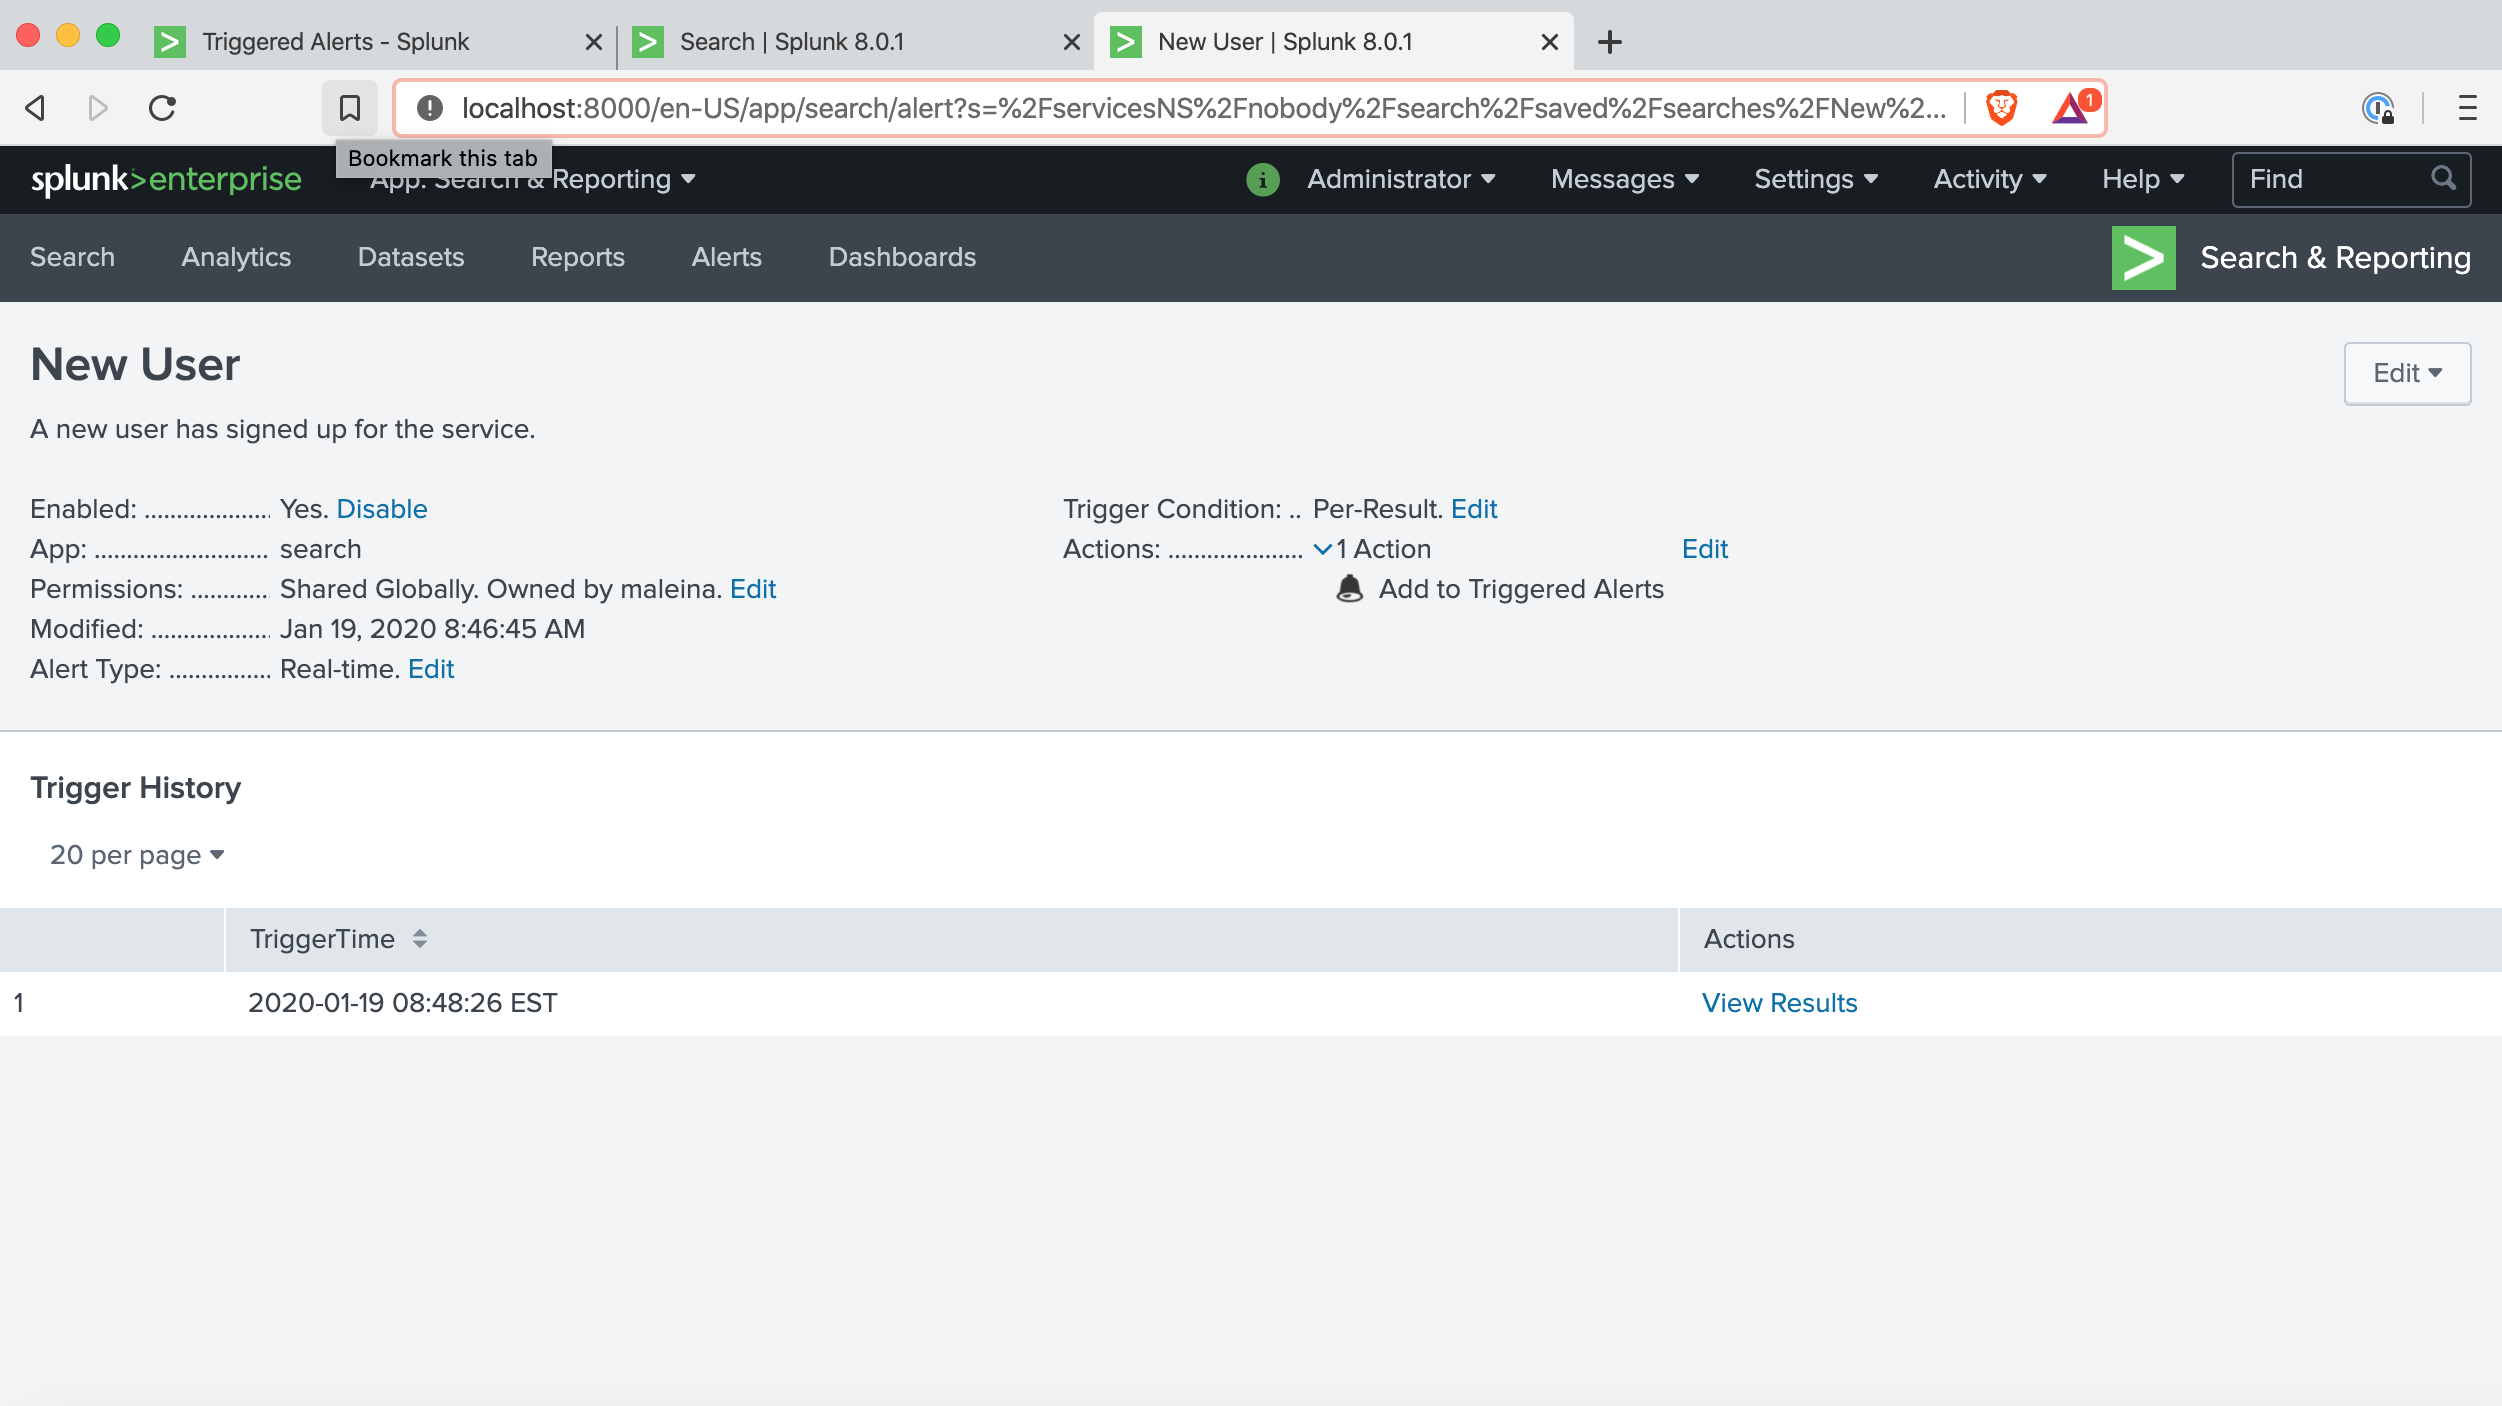 Triggered Alerts - Splunk
Search | Splunk 8.0.1
New User | Splunk 8.0.1
localhost:8000/en-US/app/search/alert?s=%2FservicesNS%2Fnobody%2Fsearch%2Fsaved%2Fsearches%2FNew%2...
1
Bookmark this tab
splunk>enterprise
App: Search & Reporting
i
Administrator
Messages
Settings
Activity
Help
Find
Search
Analytics
Datasets
Reports
Alerts
Dashboards
> Search & Reporting
New User
Edit
A new user has signed up for the service.
Enabled: .................... Yes. Disable
App: ........................... search
Permissions: ............ Shared Globally. Owned by maleina. Edit
Modified: ................... Jan 19, 2020 8:46:45 AM
Alert Type: ................ Real-time. Edit
Trigger Condition: .. Per-Result. Edit
Actions: ..................... 1 Action Edit
Add to Triggered Alerts
Trigger History
20 per page
TriggerTime Actions
1 2020-01-19 08:48:26 EST View Results